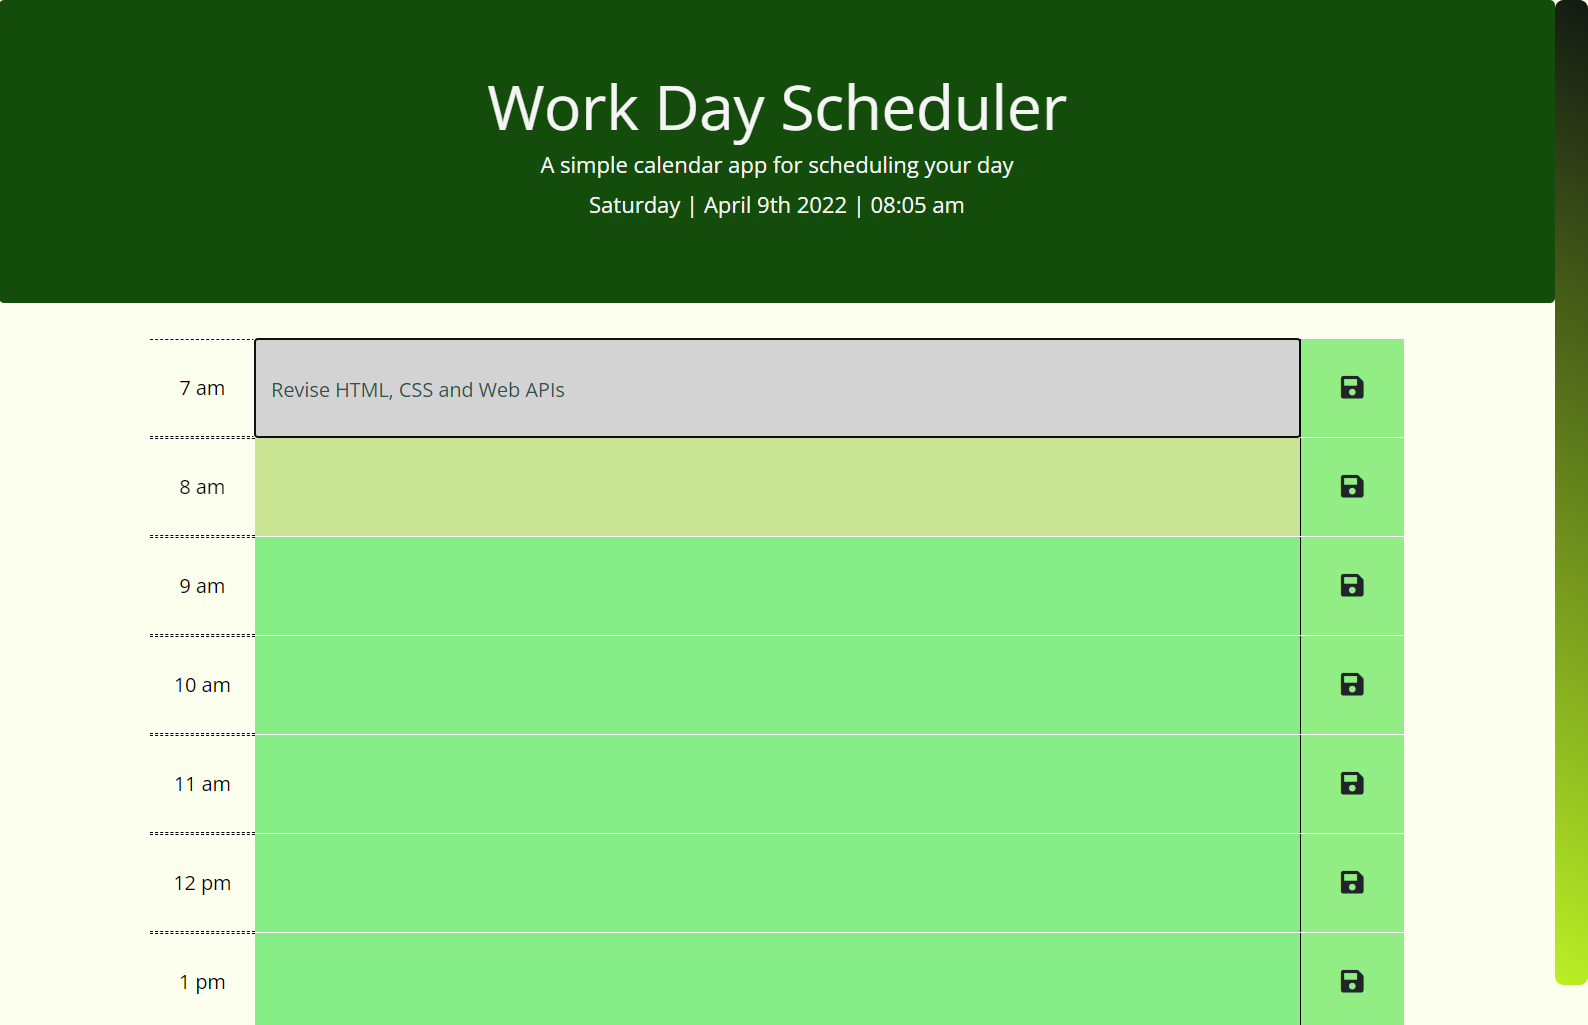 Work Day Scheduler
A simple calendar app for scheduling your day
Saturday | April 9th 2022 | 08:05 am
7 am
Revise HTML, CSS and Web APIs
8 am
9 am
10 am
11 am
12 pm
1 pm